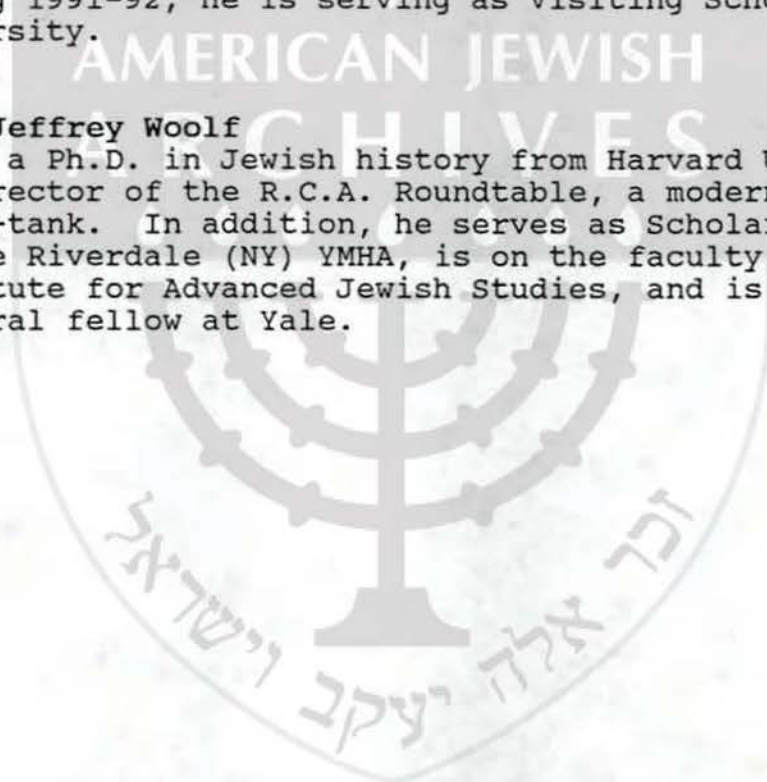 1991-92, he is serving as Visiting
rsity.
AMERICAN JEWISH
ARCHIVES
Jeffrey Woolf
a Ph.D. in Jewish history from Harvard
rector of the R.C.A. Roundtable, a modern
-tank. In addition, he serves as Scholar
e Riverdale (NY) YMHA, is on the faculty
tute for Advanced Jewish Studies, and is
ral fellow at Yale.
זכר אלה יעקב וישראל